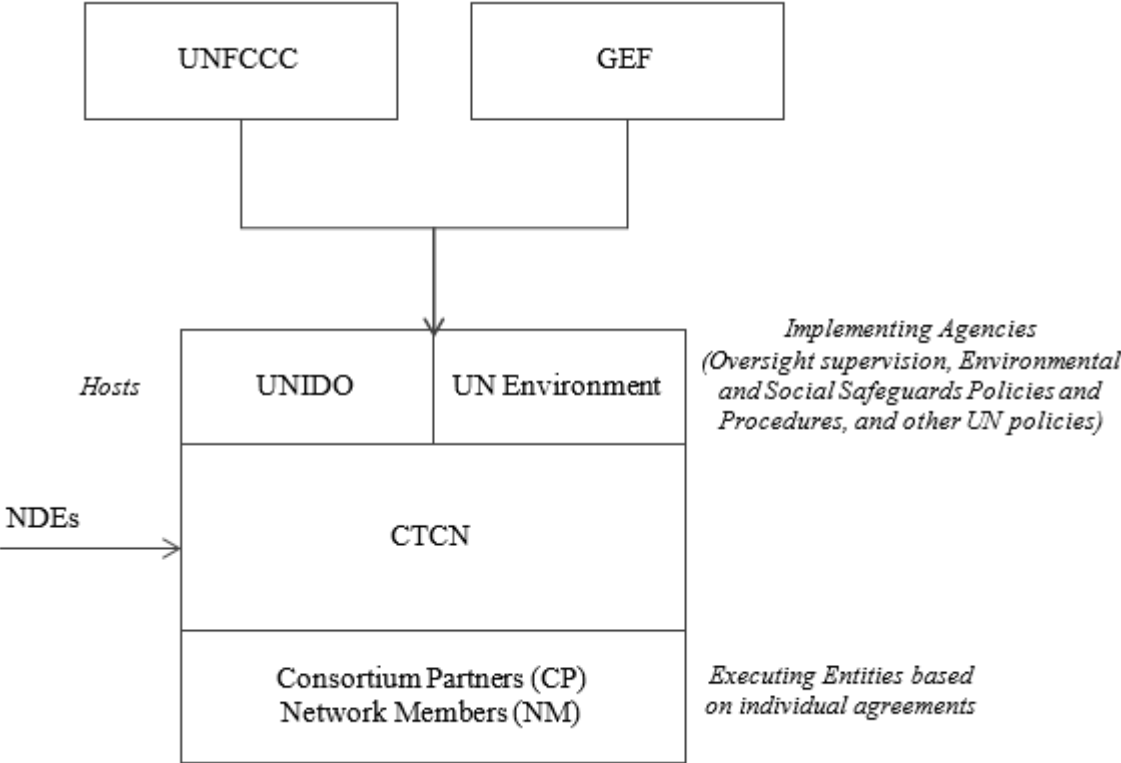 UNFCCC
GEF
Hosts
UNIDO
UN Environment
Implementing Agencies
(Oversight supervision, Environmental
and Social Safeguards Policies and
Procedures, and other UN policies)
NDEs
CTCN
Consortium Partners (CP)
Network Members (NM)
Executing Entities based
on individual agreements